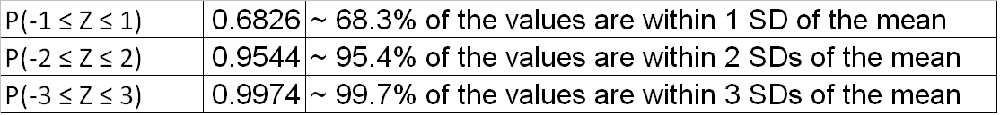 P(-1 ≤ Z ≤ 1) 0.6826 ~ 68.3% of the values are within 1 SD of the mean
P(-2 ≤ Z ≤ 2) 0.9544 ~ 95.4% of the values are within 2 SDs of the mean
P(-3 ≤ Z ≤ 3) 0.9974 ~ 99.7% of the values are within 3 SDs of the mean